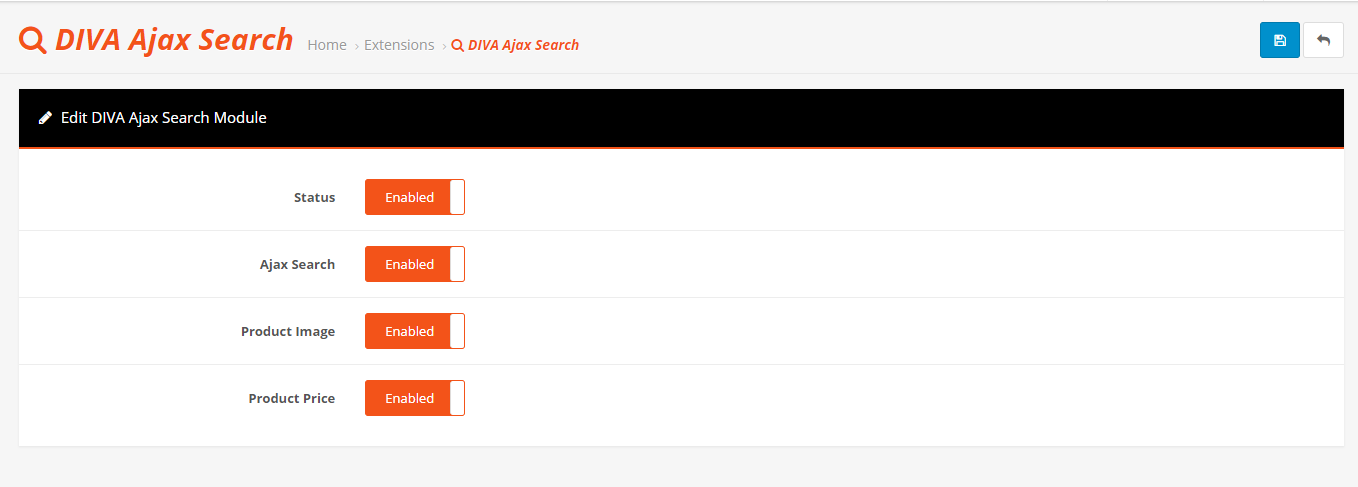 DIVA Ajax Search Home › Extensions › DIVA Ajax Search
Edit DIVA Ajax Search Module
Status Enabled
Ajax Search Enabled
Product Image Enabled
Product Price Enabled